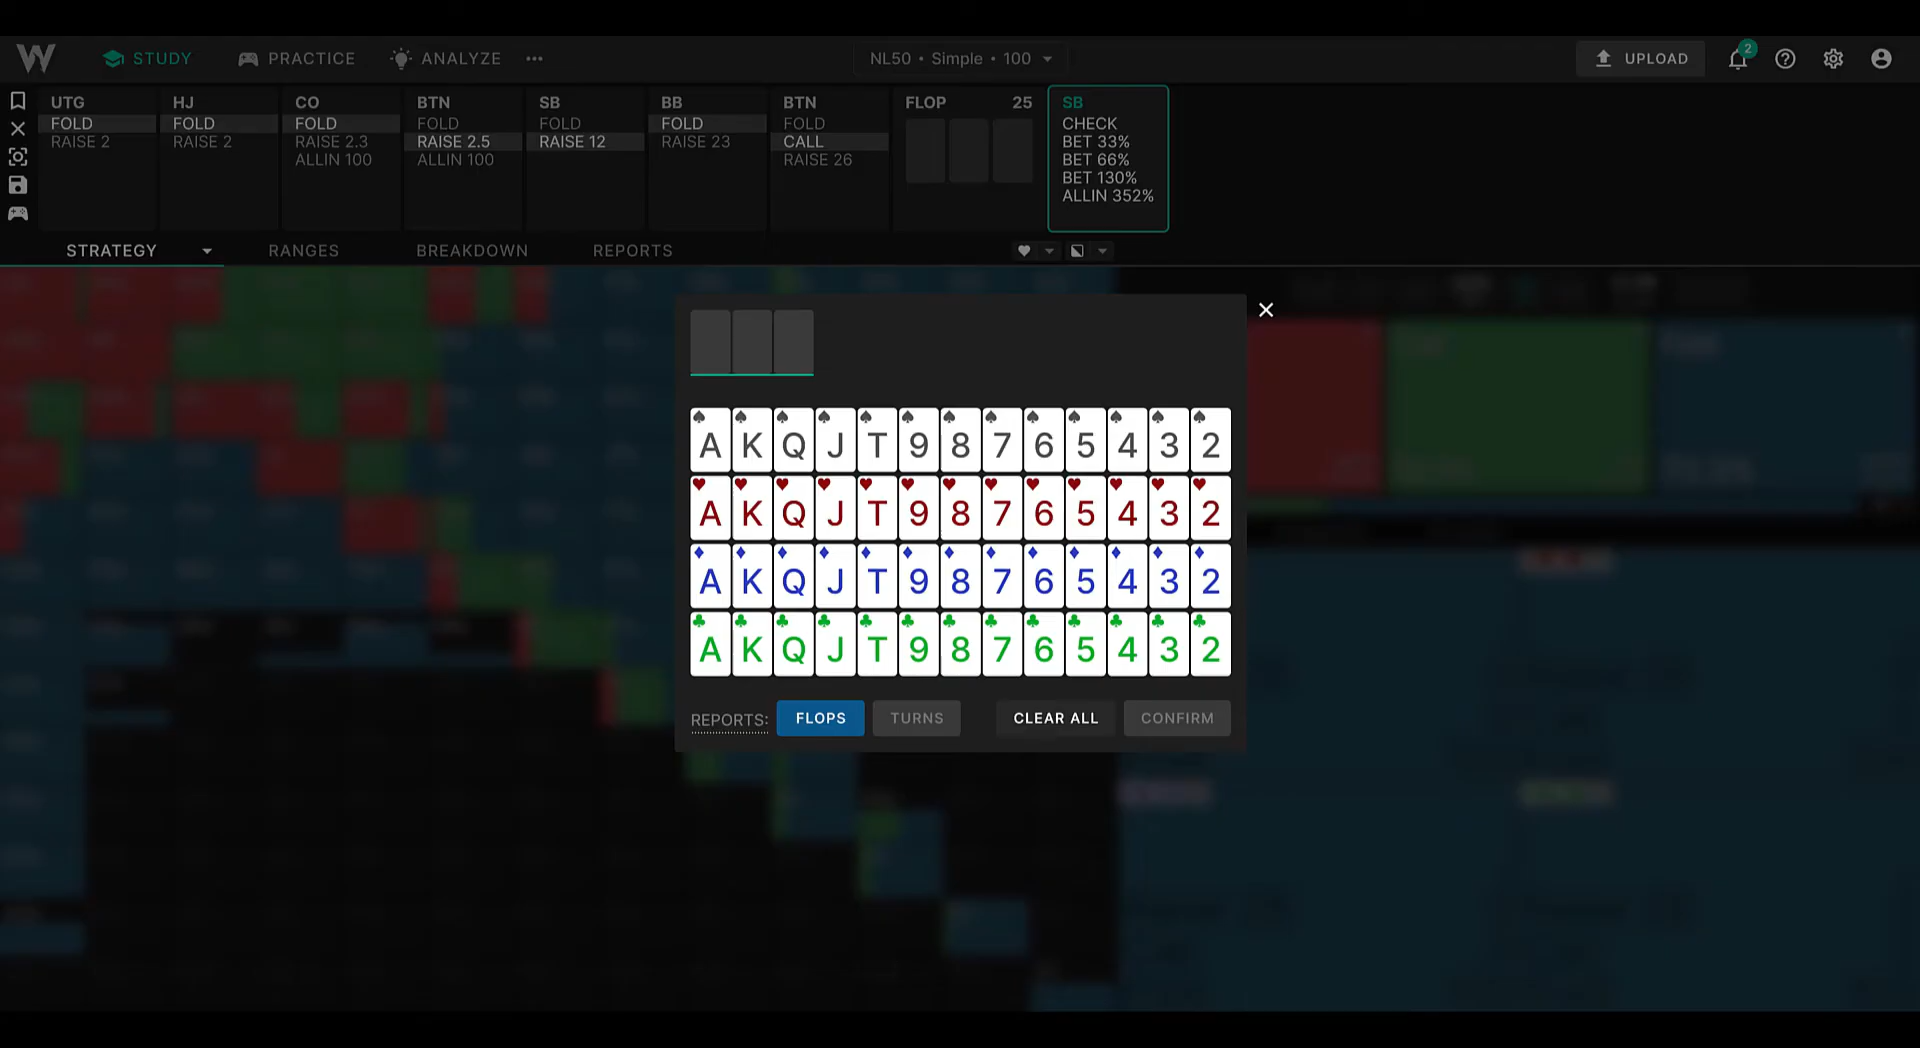 W STUDY PRACTICE ANALYZE ••• NL50 • Simple • 100 UPLOAD 2
UTG
FOLD
RAISE 2
HJ
FOLD
RAISE 2
CO
FOLD
RAISE 2.3
ALLIN 100
BTN
FOLD
RAISE 2.5
ALLIN 100
SB
FOLD
RAISE 12
BB
FOLD
RAISE 23
BTN
FOLD
CALL
RAISE 26
FLOP 25
SB
CHECK
BET 33%
BET 66%
BET 130%
ALLIN 352%
STRATEGY RANGES BREAKDOWN REPORTS
A K Q J T 9 8 7 6 5 4 3 2
A K Q J T 9 8 7 6 5 4 3 2
A K Q J T 9 8 7 6 5 4 3 2
A K Q J T 9 8 7 6 5 4 3 2
REPORTS: FLOPS TURNS CLEAR ALL CONFIRM